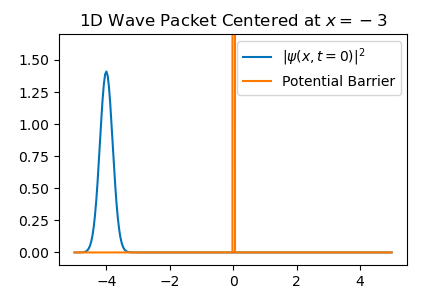 1D Wave Packet Centered at x = −3
|ψ(x, t = 0)|²
Potential Barrier
1.50
1.25
1.00
0.75
0.50
0.25
0.00
−4 −2 0 2 4